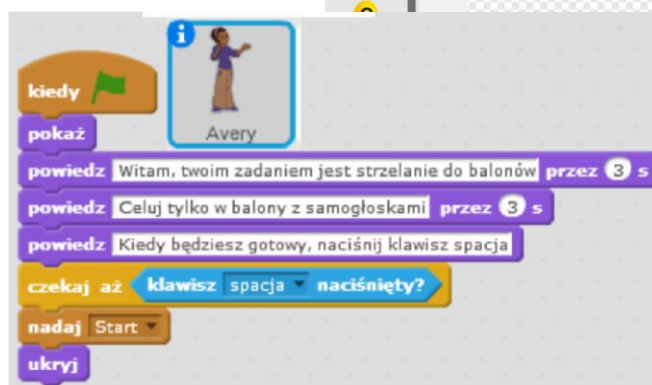 kiedy
Avery
pokaż
powiedz Witam, twoim zadaniem jest strzelanie do balonów przez 3 s
powiedz Celuj tylko w balony z samogłoskami przez 3 s
powiedz Kiedy będziesz gotowy, naciśnij klawisz spacja
czekaj aż klawisz spacja naciśnięty?
nadaj Start
ukryj